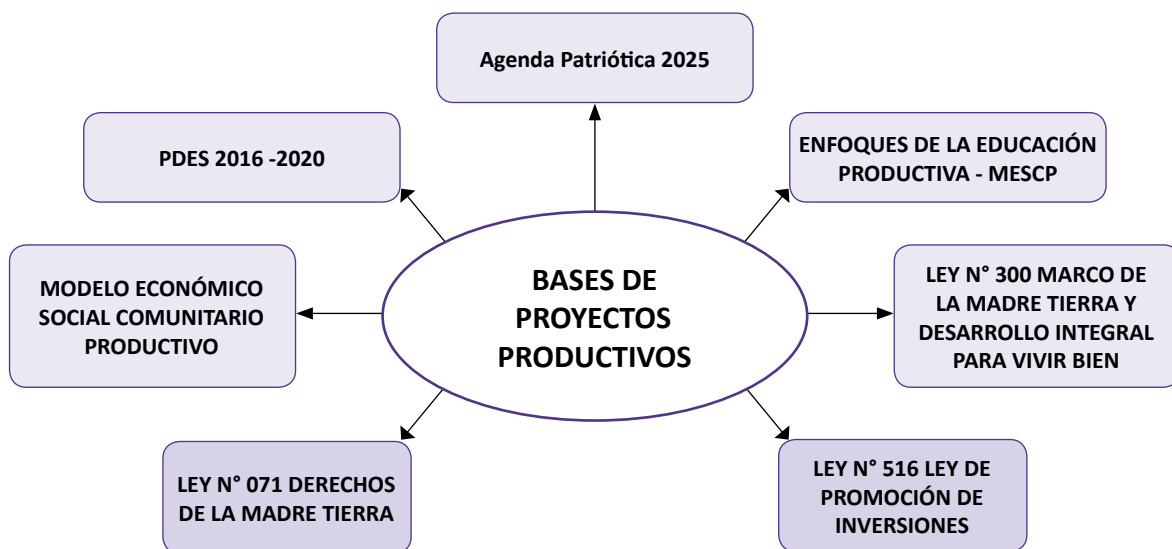 Agenda Patriótica 2025
PDES 2016 -2020
ENFOQUES DE LA EDUCACIÓN
PRODUCTIVA - MESCP
BASES DE
PROYECTOS
PRODUCTIVOS
MODELO ECONÓMICO
SOCIAL COMUNITARIO
PRODUCTIVO
LEY N° 300 MARCO DE
LA MADRE TIERRA Y
DESARROLLO INTEGRAL
PARA VIVIR BIEN
LEY N° 071 DERECHOS
DE LA MADRE TIERRA
LEY N° 516 LEY DE
PROMOCIÓN DE
INVERSIONES